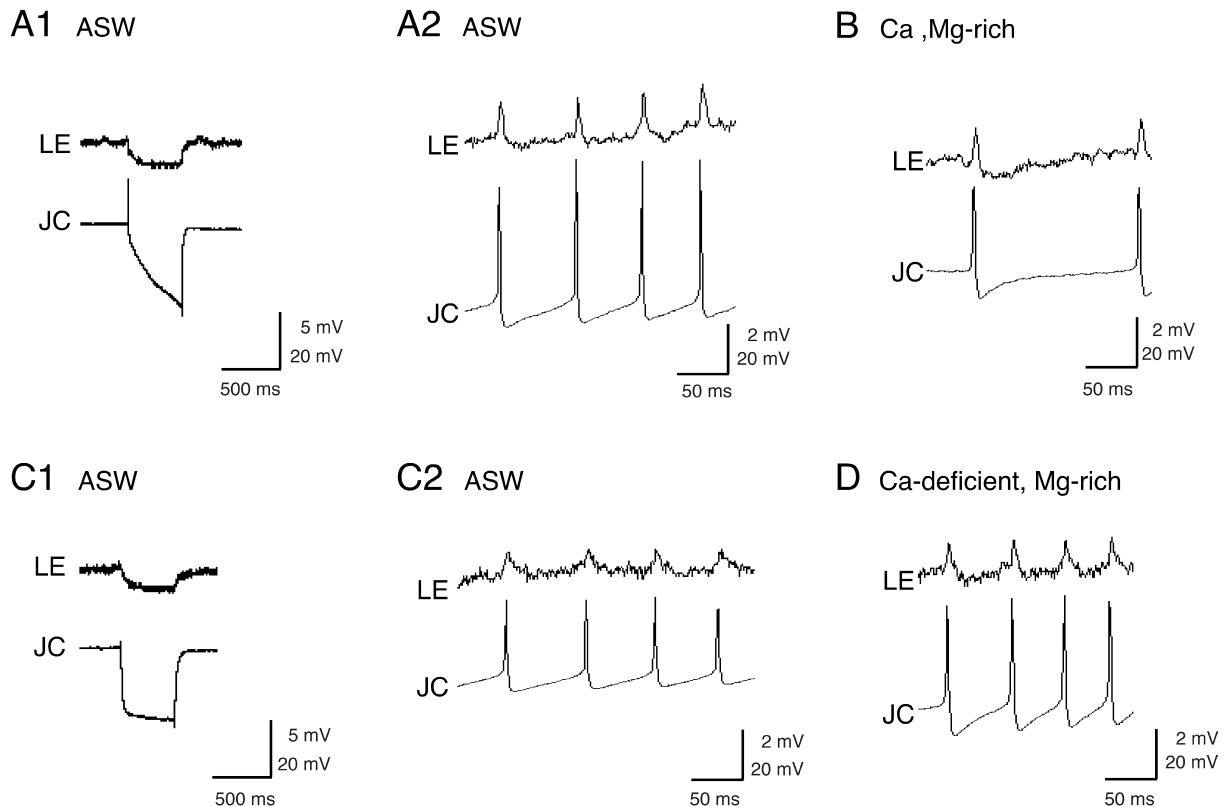 A1 ASW
LE
JC
5 mV
20 mV
500 ms
A2 ASW
LE
JC
2 mV
20 mV
50 ms
B Ca ,Mg-rich
LE
JC
2 mV
20 mV
50 ms
C1 ASW
LE
JC
5 mV
20 mV
500 ms
C2 ASW
LE
JC
2 mV
20 mV
50 ms
D Ca-deficient, Mg-rich
LE
JC
2 mV
20 mV
50 ms